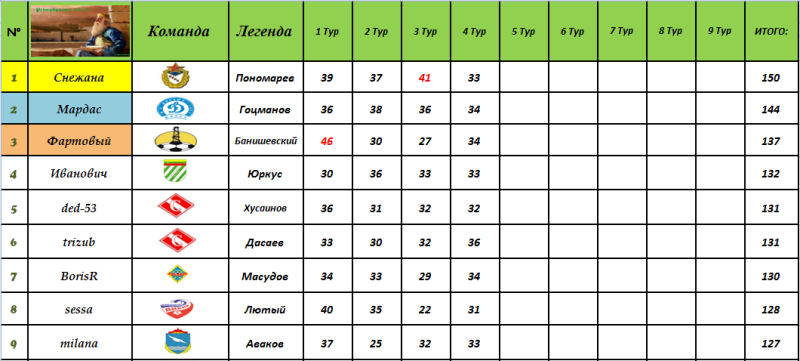 № Команда Легенда 1 Тур 2 Тур 3 Тур 4 Тур 5 Тур 6 Тур 7 Тур 8 Тур 9 Тур ИТОГО:
1 Снежана Пономарев 39 37 41 33 150
2 Мардас Гоцманов 36 38 36 34 144
3 Фартовый Банишевский 46 30 27 34 137
4 Иванович Юркус 30 36 33 33 132
5 ded-53 Хусаинов 36 31 32 32 131
6 trizub Дасаев 33 30 32 36 131
7 BorisR Масудов 34 33 29 34 130
8 sessa Лютый 40 35 22 31 128
9 milana Аваков 37 25 32 33 127